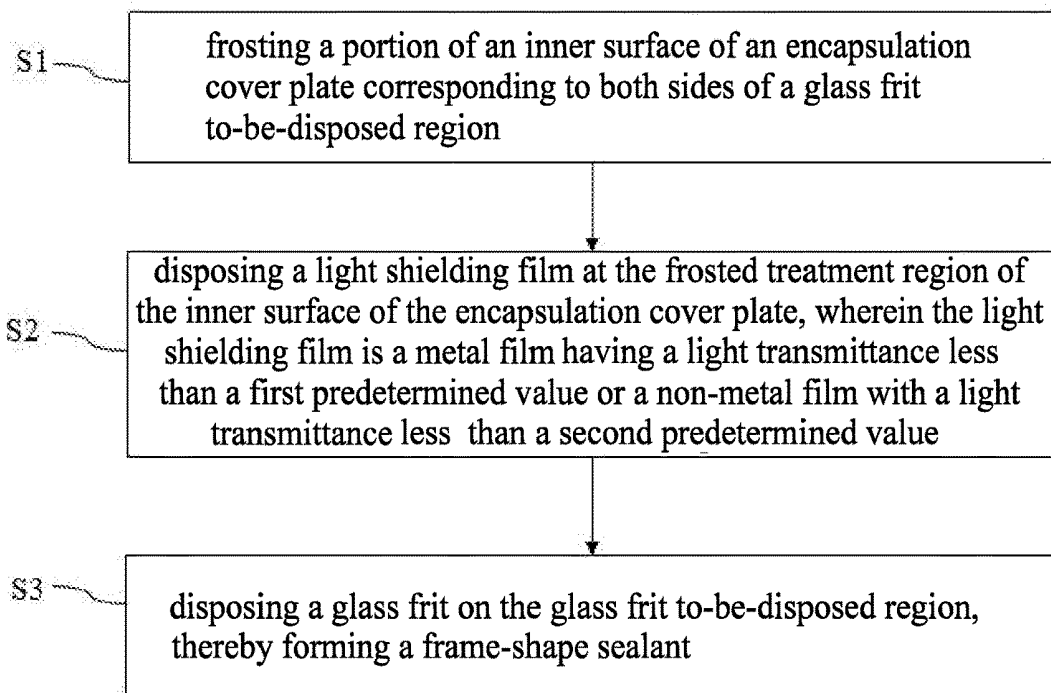 S1
frosting a portion of an inner surface of an encapsulation
cover plate corresponding to both sides of a glass frit
to-be-disposed region
S2
disposing a light shielding film at the frosted treatment region of
the inner surface of the encapsulation cover plate, wherein the light
shielding film is a metal film having a light transmittance less
than a first predetermined value or a non-metal film with a light
transmittance less than a second predetermined value
S3
disposing a glass frit on the glass frit to-be-disposed region,
thereby forming a frame-shape sealant